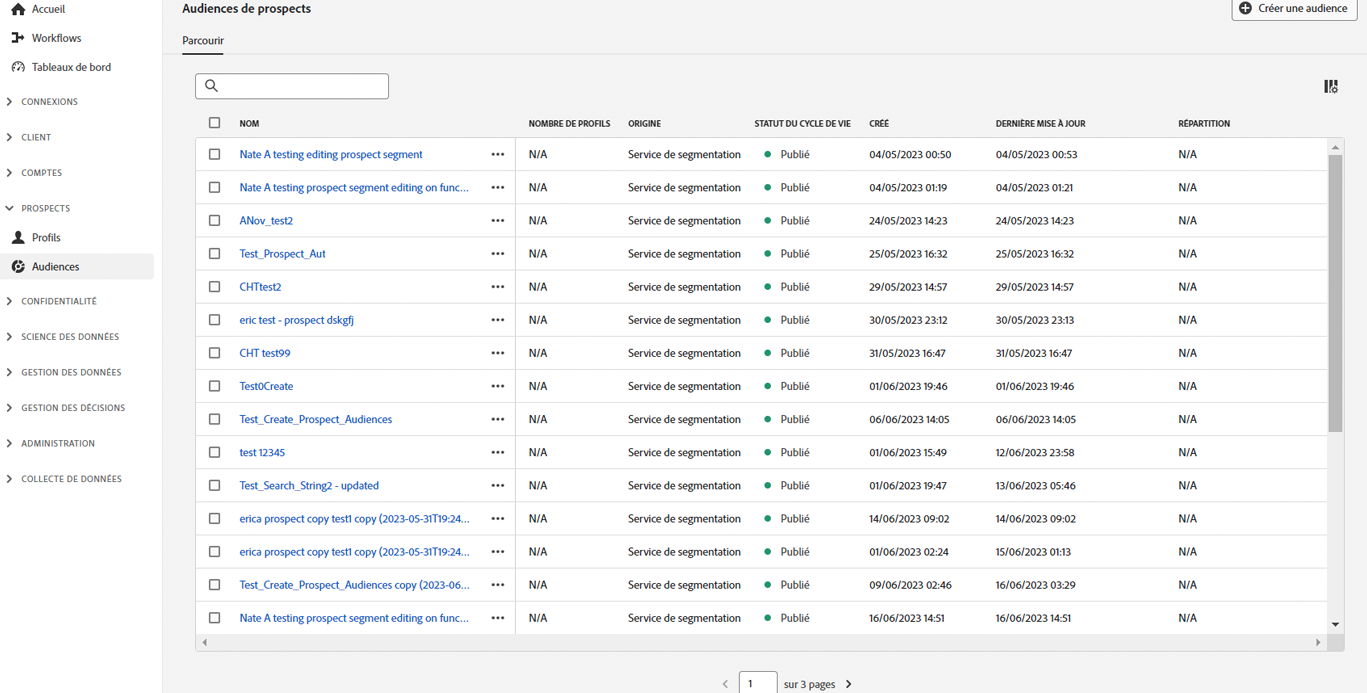 Accueil
Audiences de prospects
Créer une audience
Workflows
Parcourir
Tableaux de bord
CONNEXIONS
CLIENT
COMPTES
PROSPECTS
Profils
Audiences
CONFIDENTIALITÉ
SCIENCE DES DONNÉES
GESTION DES DONNÉES
GESTION DES DÉCISIONS
ADMINISTRATION
COLLECTE DE DONNÉES
NOM NOMBRE DE PROFILS ORIGINE STATUT DU CYCLE DE VIE CRÉÉ DERNIÈRE MISE À JOUR RÉPARTITION
Nate A testing editing prospect segment ••• N/A Service de segmentation Publié 04/05/2023 00:50 04/05/2023 00:53 N/A
Nate A testing prospect segment editing on func... ••• N/A Service de segmentation Publié 04/05/2023 01:19 04/05/2023 01:21 N/A
ANov_test2 ••• N/A Service de segmentation Publié 24/05/2023 14:23 24/05/2023 14:23 N/A
Test_Prospect_Aut ••• N/A Service de segmentation Publié 25/05/2023 16:32 25/05/2023 16:32 N/A
CHTtest2 ••• N/A Service de segmentation Publié 29/05/2023 14:57 29/05/2023 14:57 N/A
eric test - prospect dskgfj ••• N/A Service de segmentation Publié 30/05/2023 23:12 30/05/2023 23:13 N/A
CHT test99 ••• N/A Service de segmentation Publié 31/05/2023 16:47 31/05/2023 16:47 N/A
Test0Create ••• N/A Service de segmentation Publié 01/06/2023 19:46 01/06/2023 19:46 N/A
Test_Create_Prospect_Audiences ••• N/A Service de segmentation Publié 06/06/2023 14:05 06/06/2023 14:05 N/A
test 12345 ••• N/A Service de segmentation Publié 01/06/2023 15:49 12/06/2023 23:58 N/A
Test_Search_String2 - updated ••• N/A Service de segmentation Publié 01/06/2023 19:47 13/06/2023 05:46 N/A
erica prospect copy test1 copy (2023-05-31T19:24... ••• N/A Service de segmentation Publié 14/06/2023 09:02 14/06/2023 09:02 N/A
erica prospect copy test1 copy (2023-05-31T19:24... ••• N/A Service de segmentation Publié 01/06/2023 02:24 15/06/2023 01:13 N/A
Test_Create_Prospect_Audiences copy (2023-06... ••• N/A Service de segmentation Publié 09/06/2023 02:46 16/06/2023 03:29 N/A
Nate A testing prospect segment editing on func... ••• N/A Service de segmentation Publié 16/06/2023 14:51 16/06/2023 14:51 N/A
1 sur 3 pages